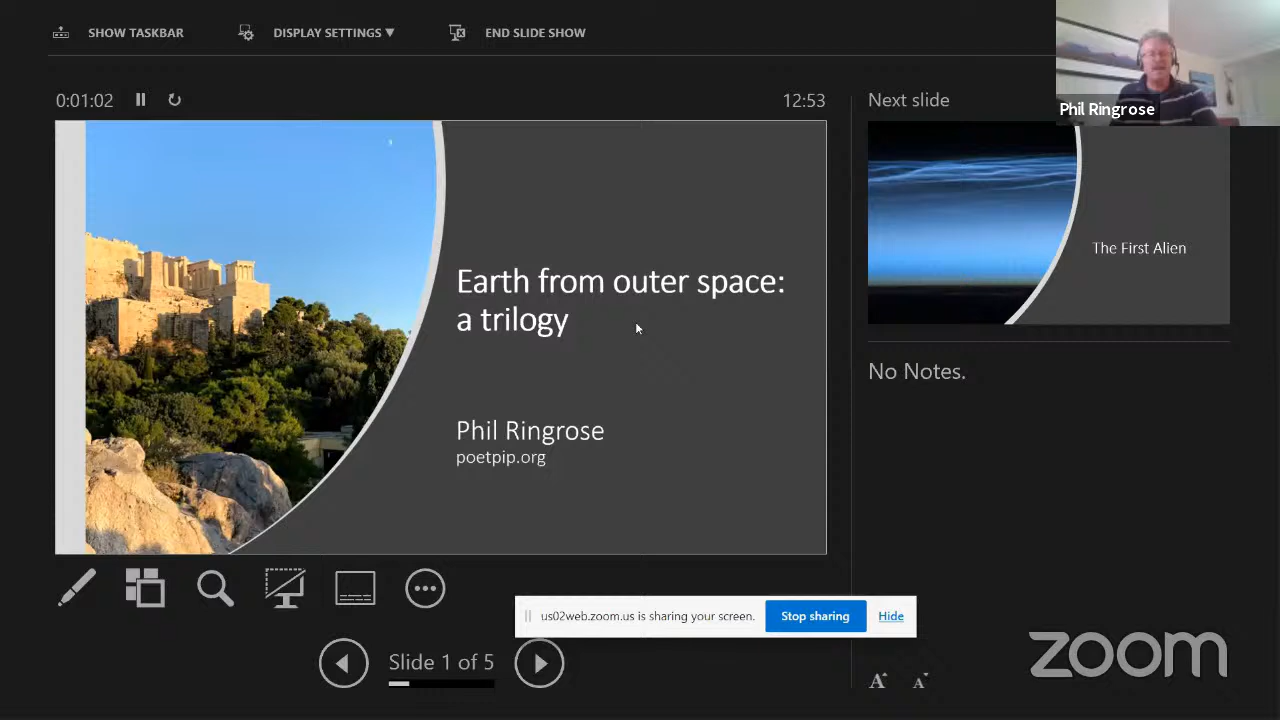 SHOW TASKBAR
DISPLAY SETTINGS ▼
END SLIDE SHOW
0:01:02
12:53
Next slide
Phil Ringrose
The First Alien
Earth from outer space:
a trilogy
Phil Ringrose
poetpip.org
No Notes.
us02web.zoom.us is sharing your screen.
Stop sharing
Hide
Slide 1 of 5
A A
zoom